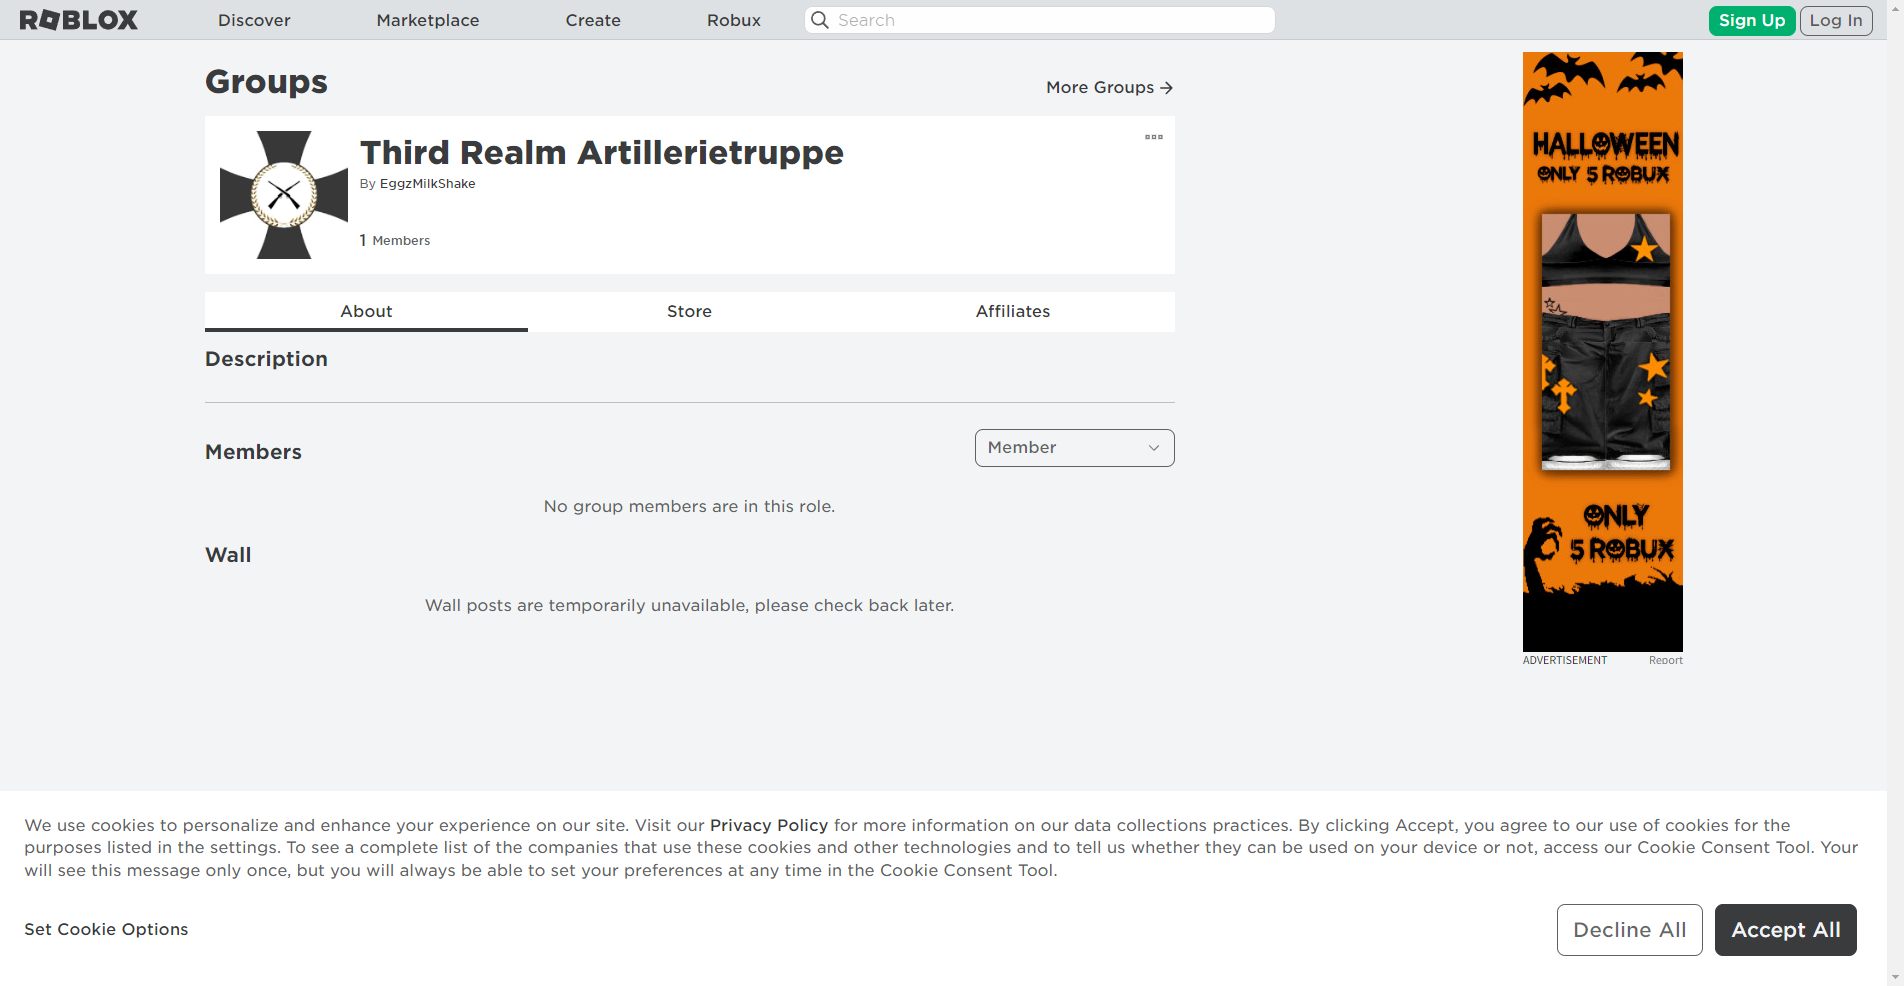 ROBLOX
Discover
Marketplace
Create
Robux
Search
Sign Up
Log In
Groups
More Groups
Third Realm Artillerietruppe
By EggzMilkShake
1 Members
About
Store
Affiliates
Description
Members
Member
No group members are in this role.
Wall
Wall posts are temporarily unavailable, please check back later.
HALLOWEEN
ONLY 5 ROBUX
ONLY
5 ROBUX
ADVERTISEMENT
Report
We use cookies to personalize and enhance your experience on our site. Visit our Privacy Policy for more information on our data collections practices. By clicking Accept, you agree to our use of cookies for the
purposes listed in the settings. To see a complete list of the companies that use these cookies and other technologies and to tell us whether they can be used on your device or not, access our Cookie Consent Tool. Your
will see this message only once, but you will always be able to set your preferences at any time in the Cookie Consent Tool.
Set Cookie Options
Decline All
Accept All